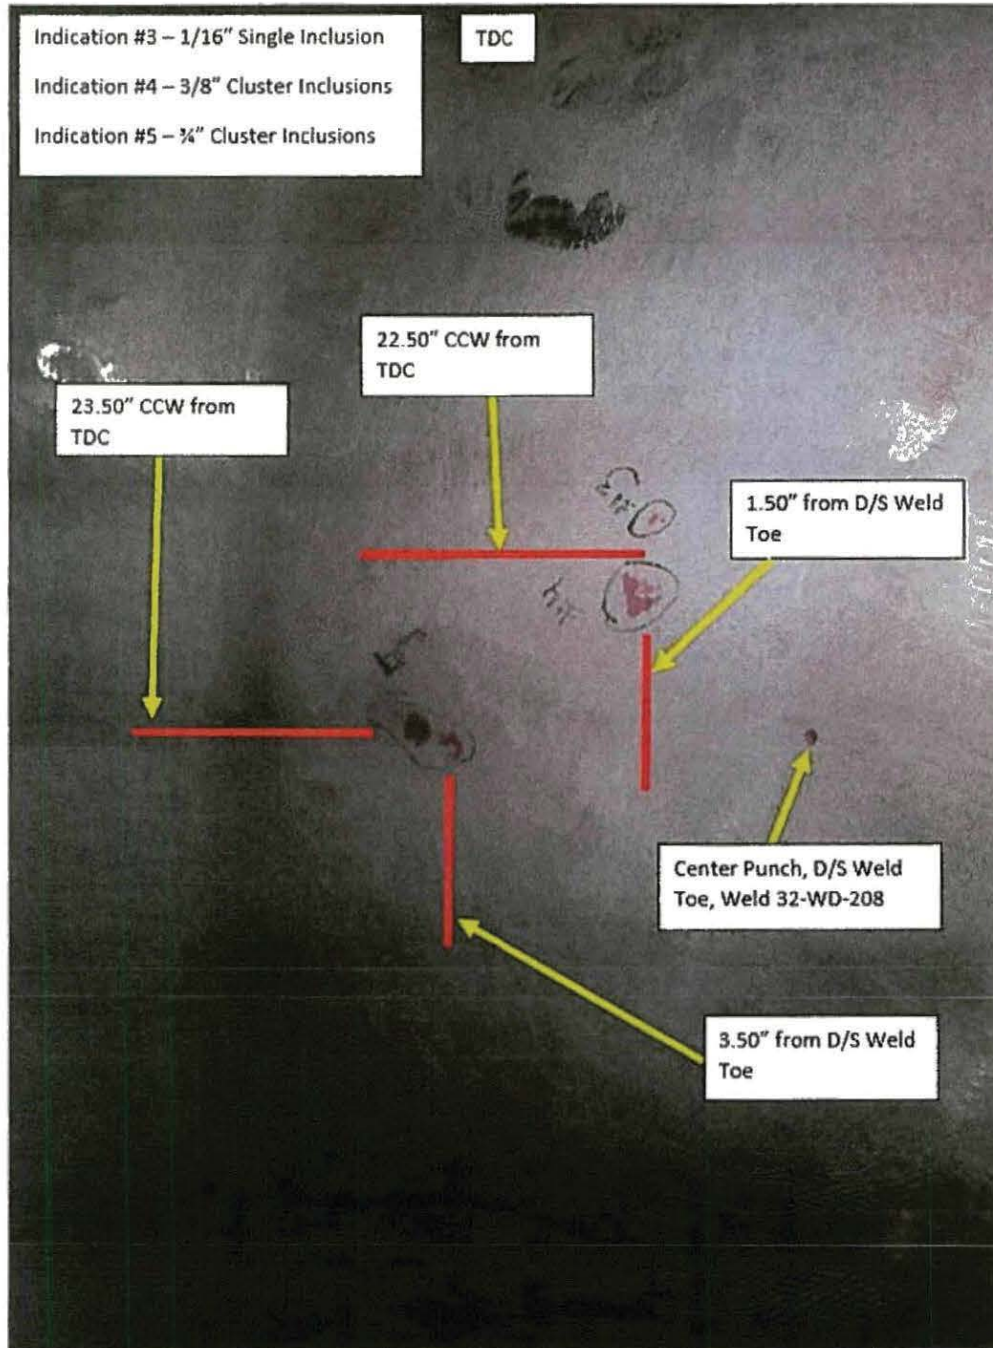 Indication #3 – 1/16" Single Inclusion
Indication #4 – 3/8" Cluster Inclusions
Indication #5 – ¾" Cluster Inclusions
TDC
22.50" CCW from
TDC
23.50" CCW from
TDC
#3
1.50" from D/S Weld
Toe
#4
Center Punch, D/S Weld
Toe, Weld 32-WD-208
3.50" from D/S Weld
Toe